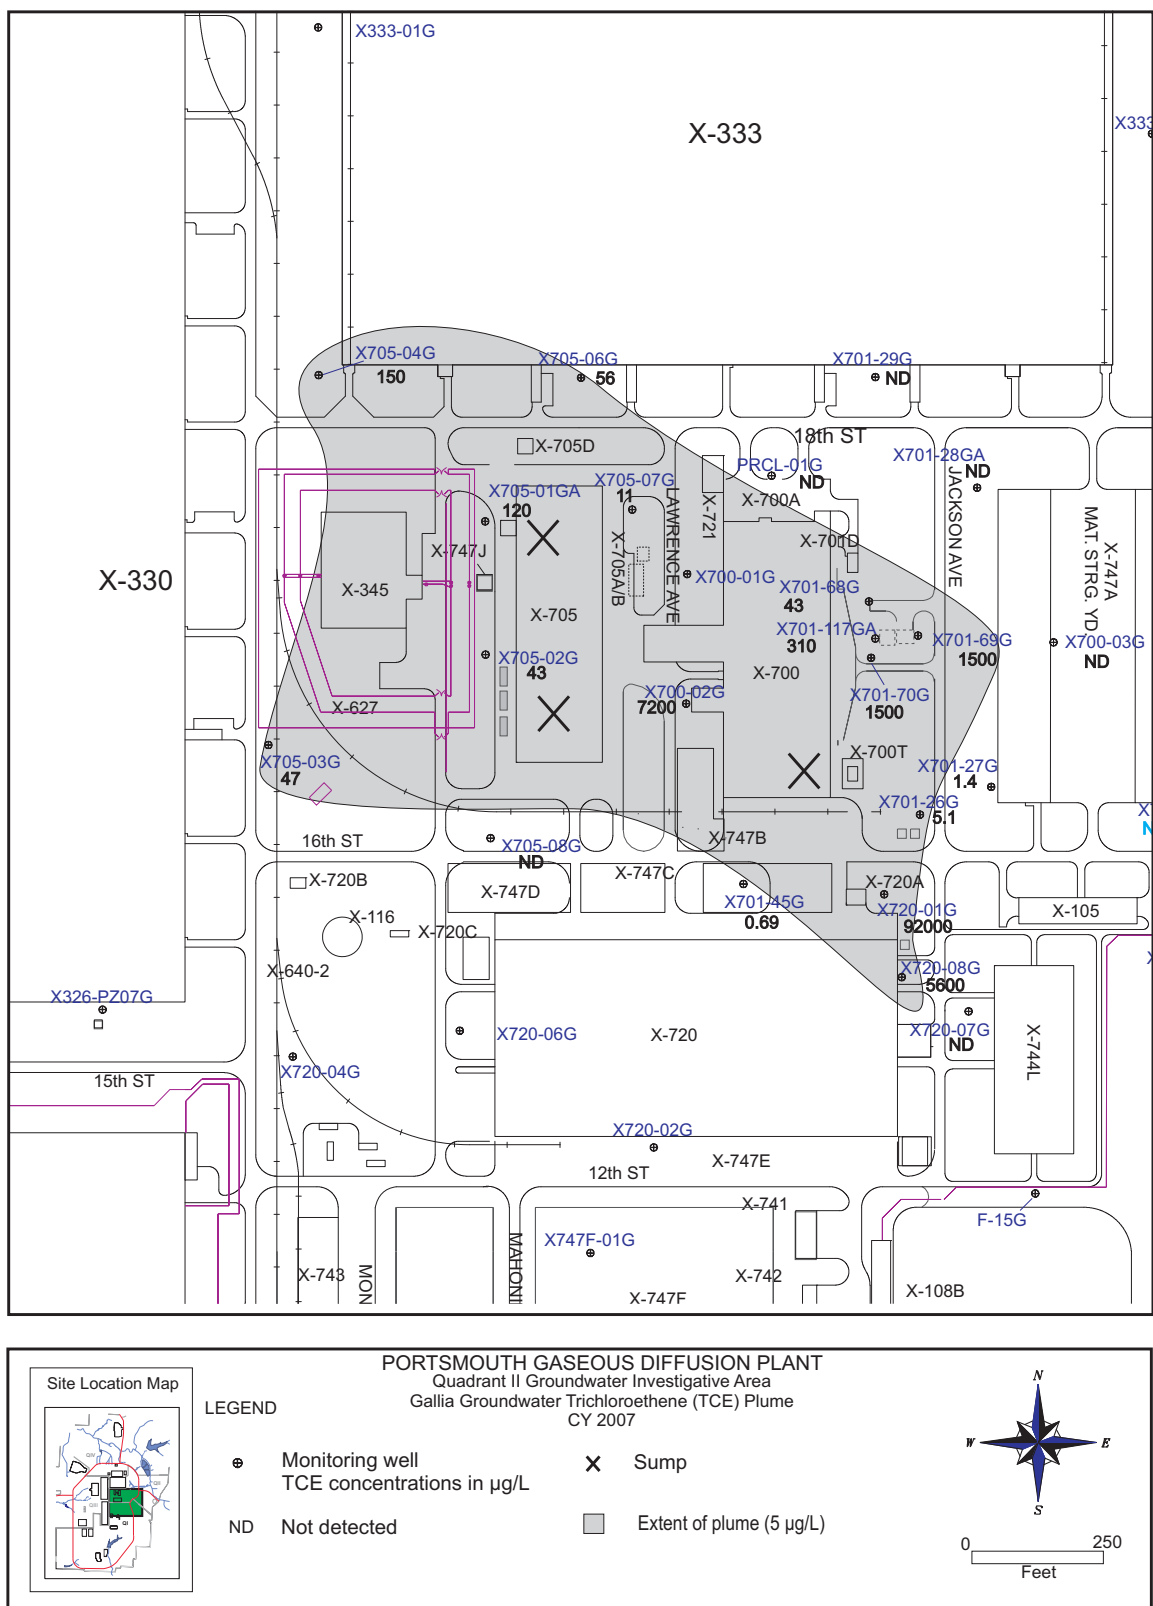 X333-01G
X-333
X333
X705-04G
150
X705-06G
56
X701-29G
ND
18th ST
X-705D
PRCL-01G
ND
X701-28GA
ND
X705-07G
11
X705-01GA
120
X-721
X-700A
JACKSON AVE
LAWRENCE AVE
X-747A
MAT. STRG. YD
X-747J
X-705A/B
X-701D
X-330
X-345
X700-01G
X701-68G
43
X-705
X701-117GA
310
X701-69G
1500
X700-03G
ND
X705-02G
43
X-700
X700-02G
7200
X701-70G
1500
X-627
X705-03G
47
X-700T
X701-27G
1.4
X701-26G
5.1
X
N
16th ST
X705-08G
ND
X-747B
X-720B
X-747D
X-747C
X701-45G
0.69
X-720A
X720-01G
92000
X-105
X-116
X-720C
X-640-2
X720-08G
5600
X326-PZ07G
X720-06G
X-720
X720-07G
ND
X-744L
X720-04G
15th ST
X720-02G
X-747E
12th ST
X-741
F-15G
X747F-01G
X-743
MON
MAHONI
X-742
X-747F
X-108B
PORTSMOUTH GASEOUS DIFFUSION PLANT
Quadrant II Groundwater Investigative Area
Gallia Groundwater Trichloroethene (TCE) Plume
CY 2007
Site Location Map
LEGEND
Monitoring well
TCE concentrations in µg/L
Sump
ND Not detected
Extent of plume (5 µg/L)
N
W E
S
0 250
Feet